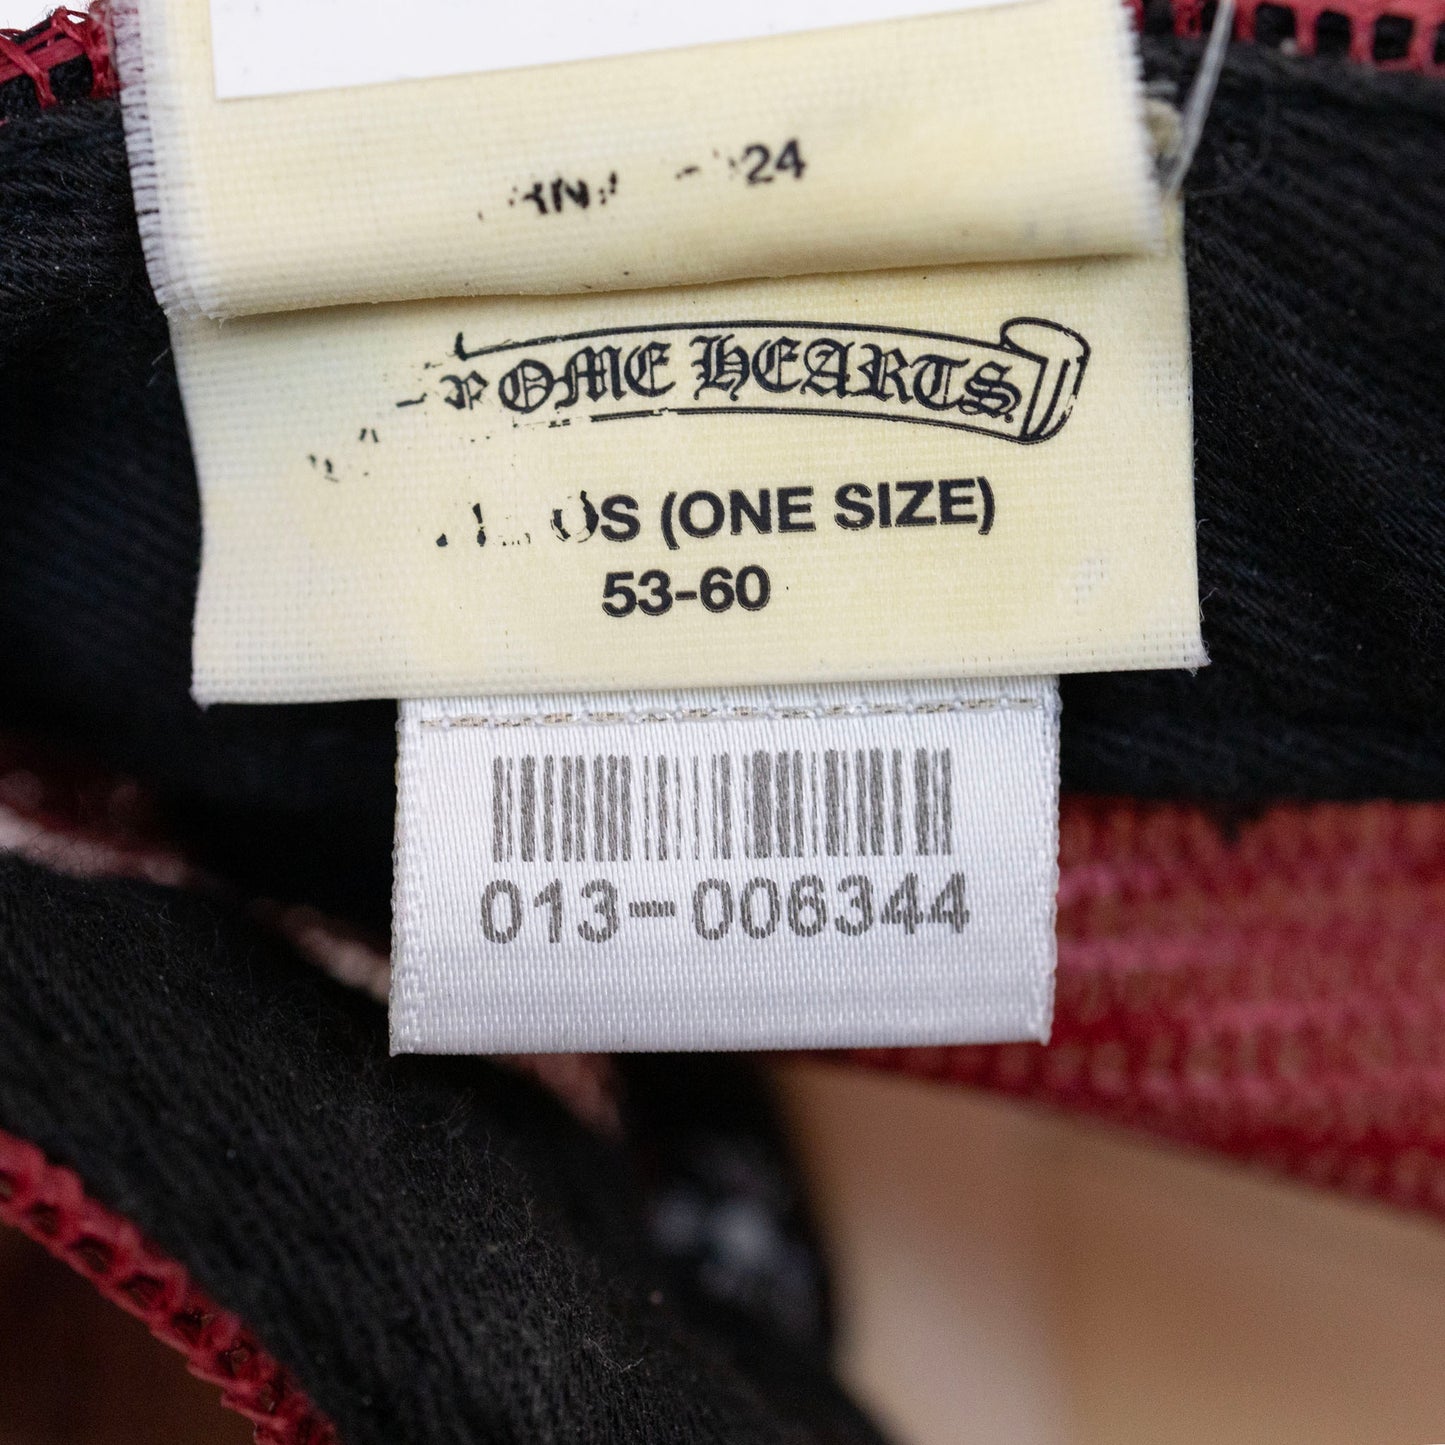 24
OME HEARTS
OS (ONE SIZE)
53-60
013-006344